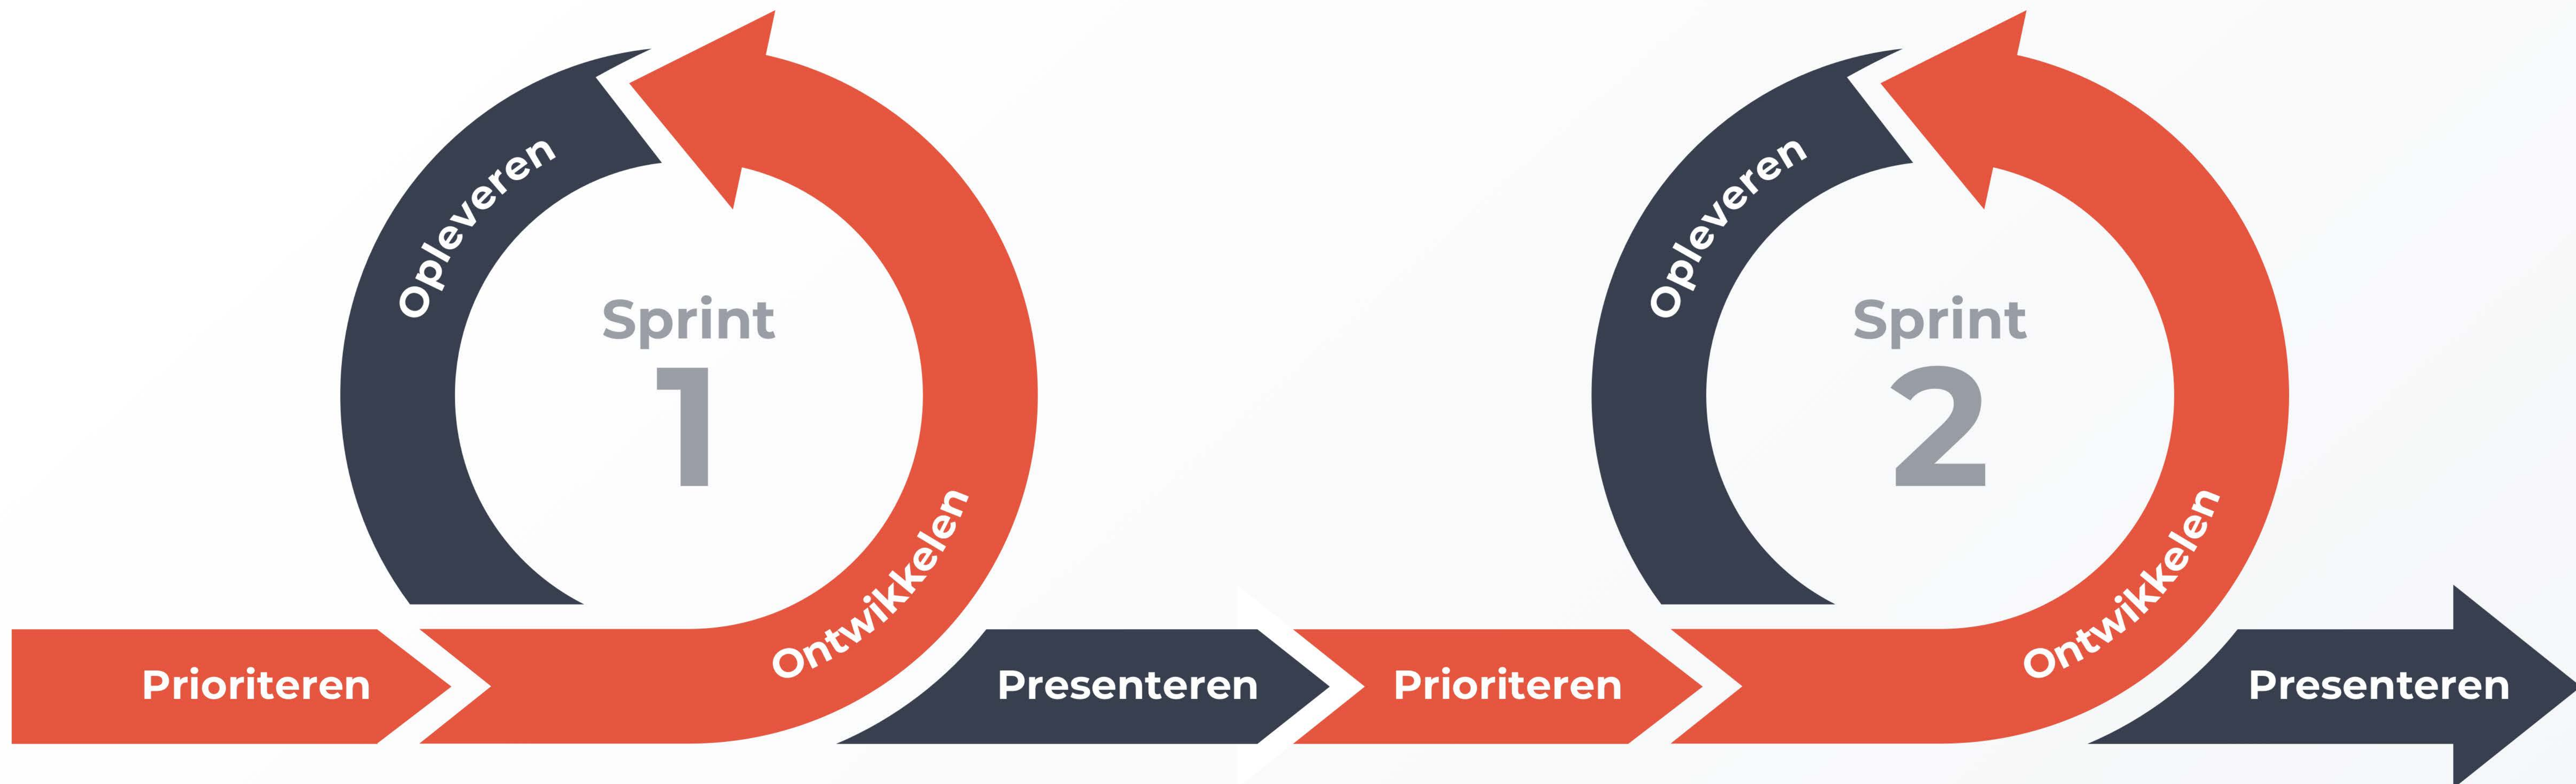 Prioriteren
Ontwikkelen
Opleveren
Sprint
1
Presenteren
Prioriteren
Ontwikkelen
Opleveren
Sprint
2
Presenteren